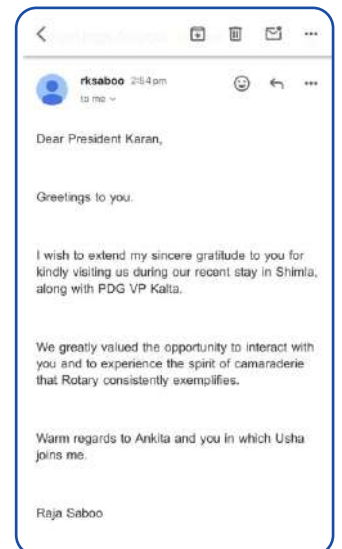 rksaboo 2:54 pm
to me
Dear President Karan,
Greetings to you.
I wish to extend my sincere gratitude to you for
kindly visiting us during our recent stay in Shimla,
along with PDG VP Kalta.
We greatly valued the opportunity to interact with
you and to experience the spirit of camaraderie
that Rotary consistently exemplifies.
Warm regards to Ankita and you in which Usha
joins me.
Raja Saboo